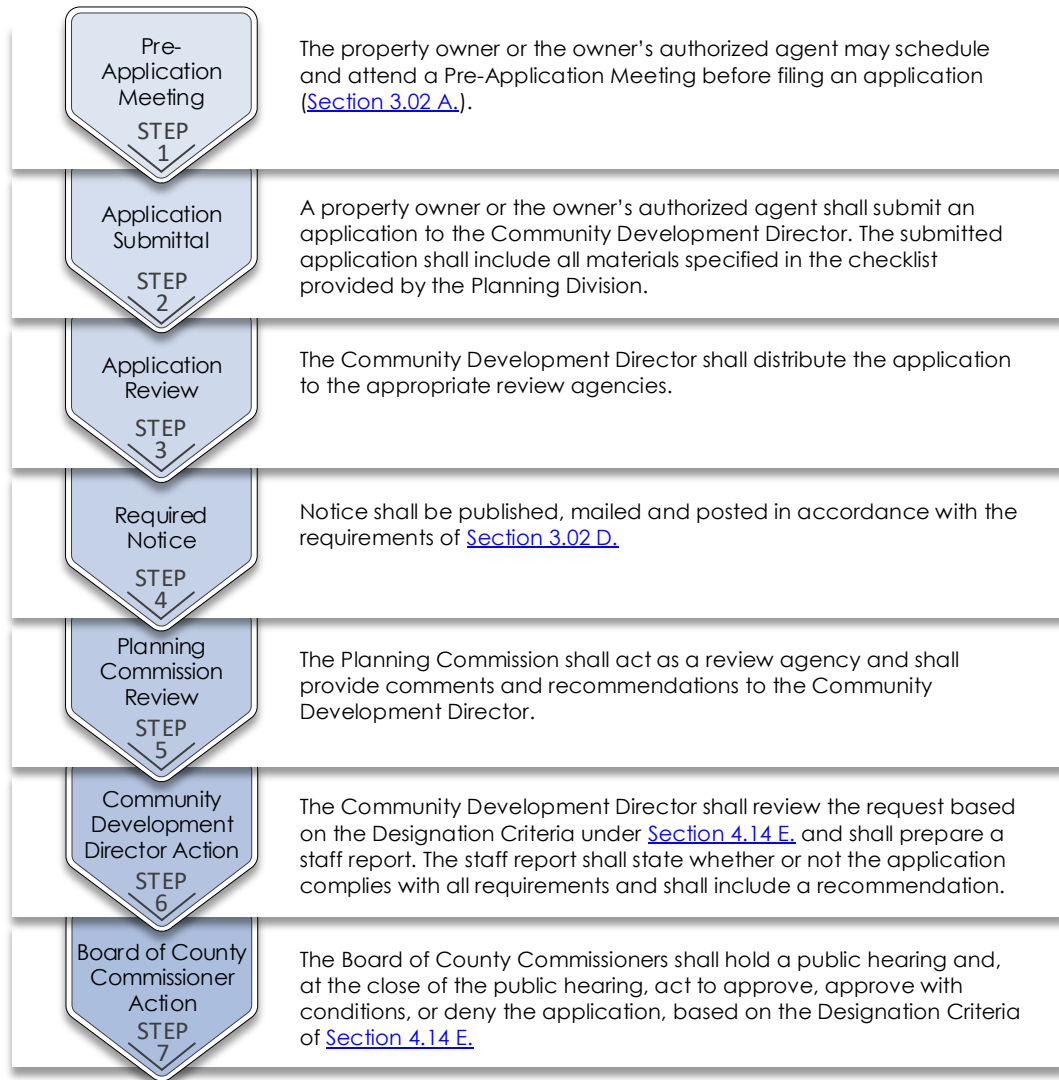 Pre-
Application
Meeting
STEP
1
The property owner or the owner’s authorized agent may schedule
and attend a Pre-Application Meeting before filing an application
(Section 3.02 A.).
Application
Submittal
STEP
2
A property owner or the owner’s authorized agent shall submit an
application to the Community Development Director. The submitted
application shall include all materials specified in the checklist
provided by the Planning Division.
Application
Review
STEP
3
The Community Development Director shall distribute the application
to the appropriate review agencies.
Required
Notice
STEP
4
Notice shall be published, mailed and posted in accordance with the
requirements of Section 3.02 D.
Planning
Commission
Review
STEP
5
The Planning Commission shall act as a review agency and shall
provide comments and recommendations to the Community
Development Director.
Community
Development
Director Action
STEP
6
The Community Development Director shall review the request based
on the Designation Criteria under Section 4.14 E. and shall prepare a
staff report. The staff report shall state whether or not the application
complies with all requirements and shall include a recommendation.
Board of County
Commissioner
Action
STEP
7
The Board of County Commissioners shall hold a public hearing and,
at the close of the public hearing, act to approve, approve with
conditions, or deny the application, based on the Designation Criteria
of Section 4.14 E.